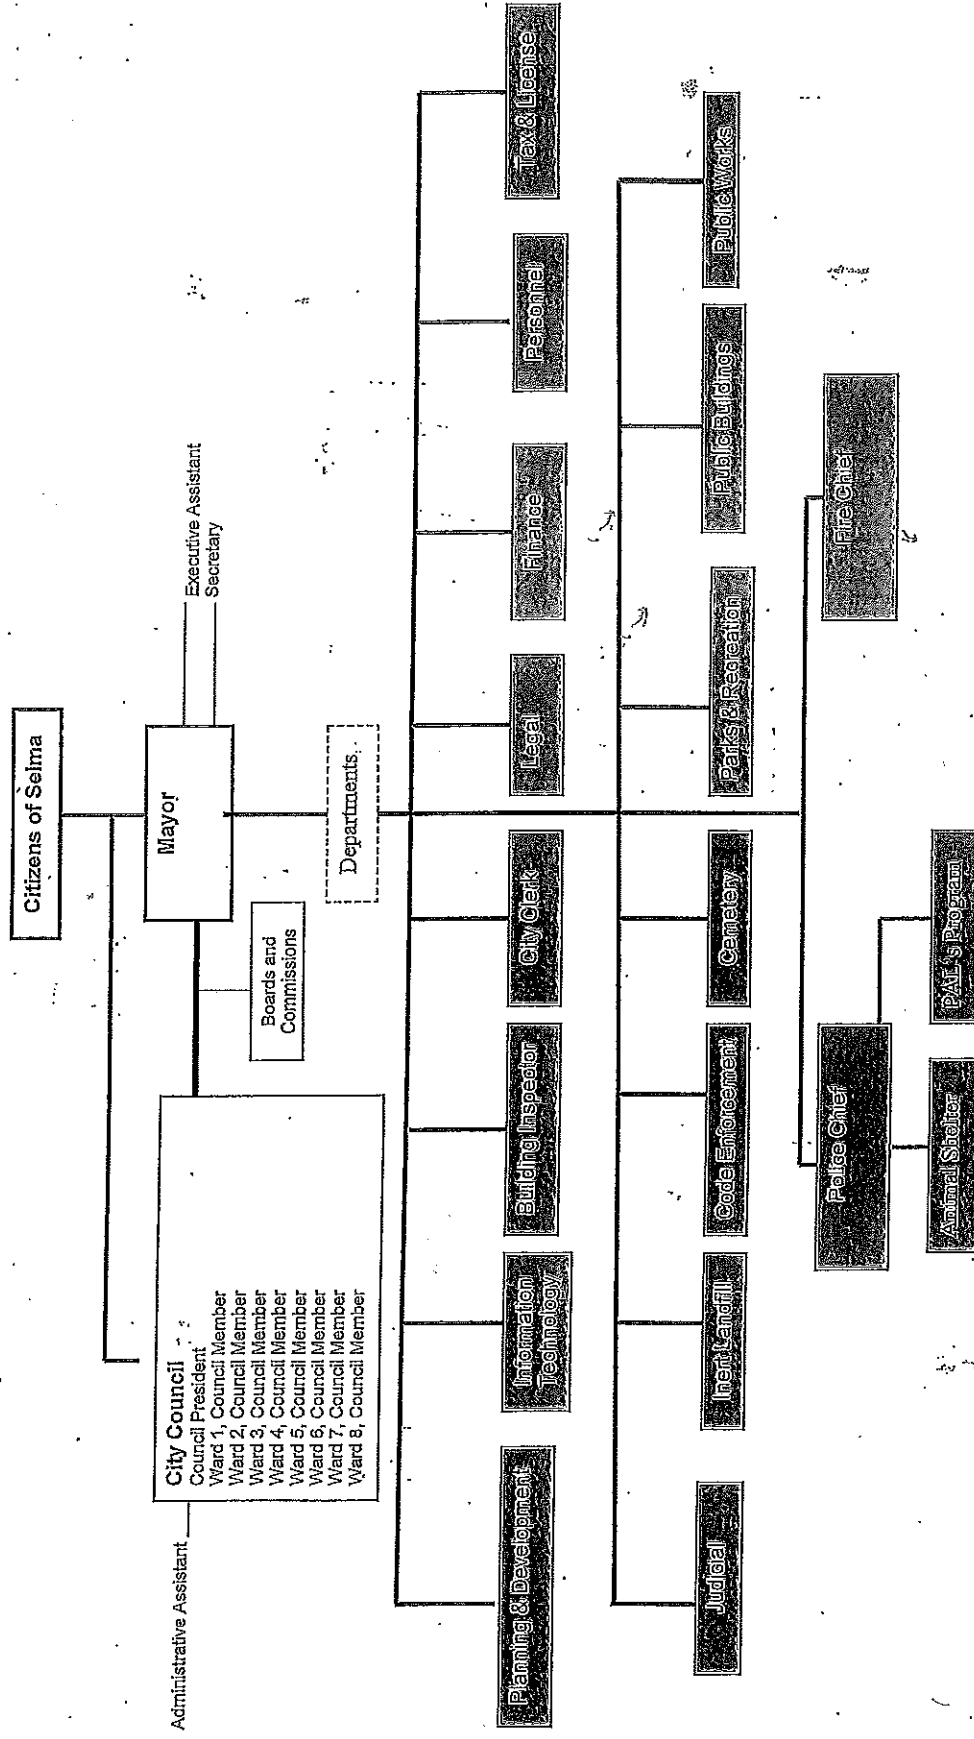 Citizens of Selma
Mayor
Executive Assistant
Secretary
Administrative Assistant
City Council
Council President
Ward 1, Council Member
Ward 2, Council Member
Ward 3, Council Member
Ward 4, Council Member
Ward 5, Council Member
Ward 6, Council Member
Ward 7, Council Member
Ward 8, Council Member
Boards and
Commissions
Departments
Planning & Development
Information
Technology
Building Inspector
City Clerk
Legal
Finance
Personnel
Tax & License
Judicial
Inert Landfill
Code Enforcement
Cemetery
Parks & Recreation
Public Buildings
Public Works
Police Chief
Fire Chief
Animal Shelter
PAL's Program